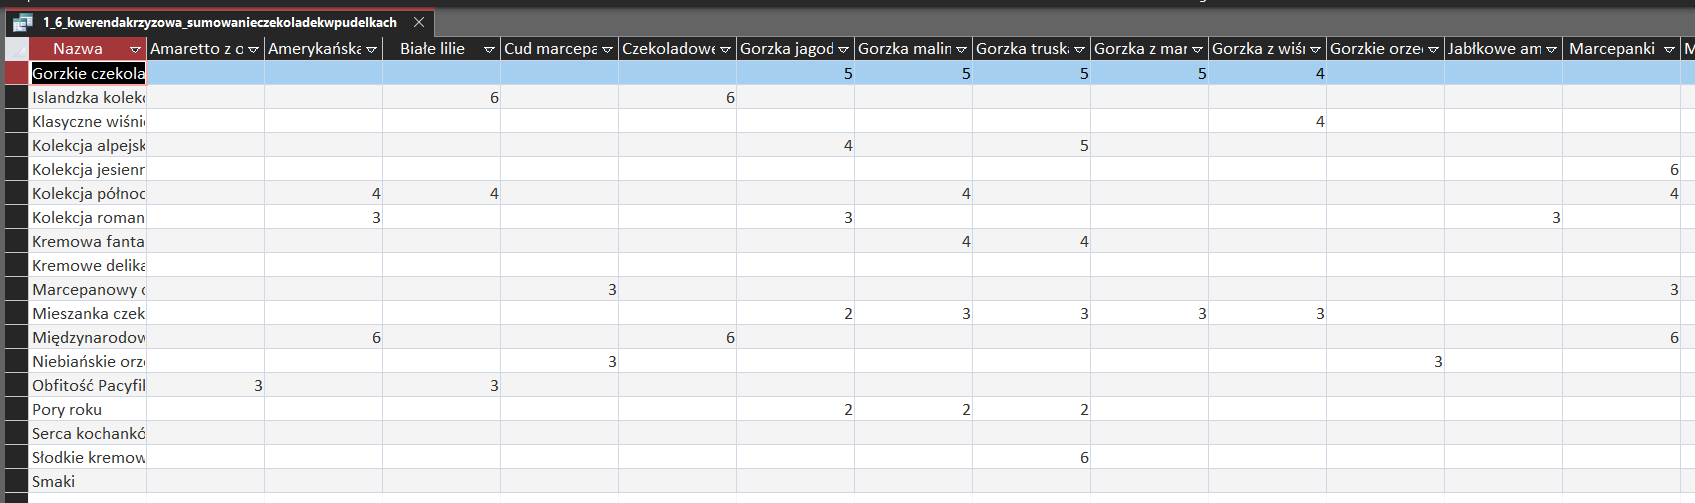 1_6_kwerendakrzyzowa_sumowanieczekoladekwpudelkach
Nazwa Amaretto z o Amerykańska Białe lilie Cud marcepa Czekoladowe Gorzka jagod Gorzka malin Gorzka truska Gorzka z mar Gorzka z wiśr Gorzkie orze Jabłkowe am Marcepanki M
Gorzkie czekola 5 5 5 5 4
Islandzka kolekc 6 6
Klasyczne wiśnie 4
Kolekcja alpejsk 4 5
Kolekcja jesienn 6
Kolekcja północ 4 4 4 4
Kolekcja roman 3 3 3
Kremowa fanta 4 4
Kremowe delika
Marcepanowy c 3 3
Mieszanka czek 2 3 3 3 3
Międzynarodow 6 6 6
Niebiańskie orze 3 3
Obfitość Pacyfil 3 3
Pory roku 2 2 2
Serca kochankó
Słodkie kremow 6
Smaki